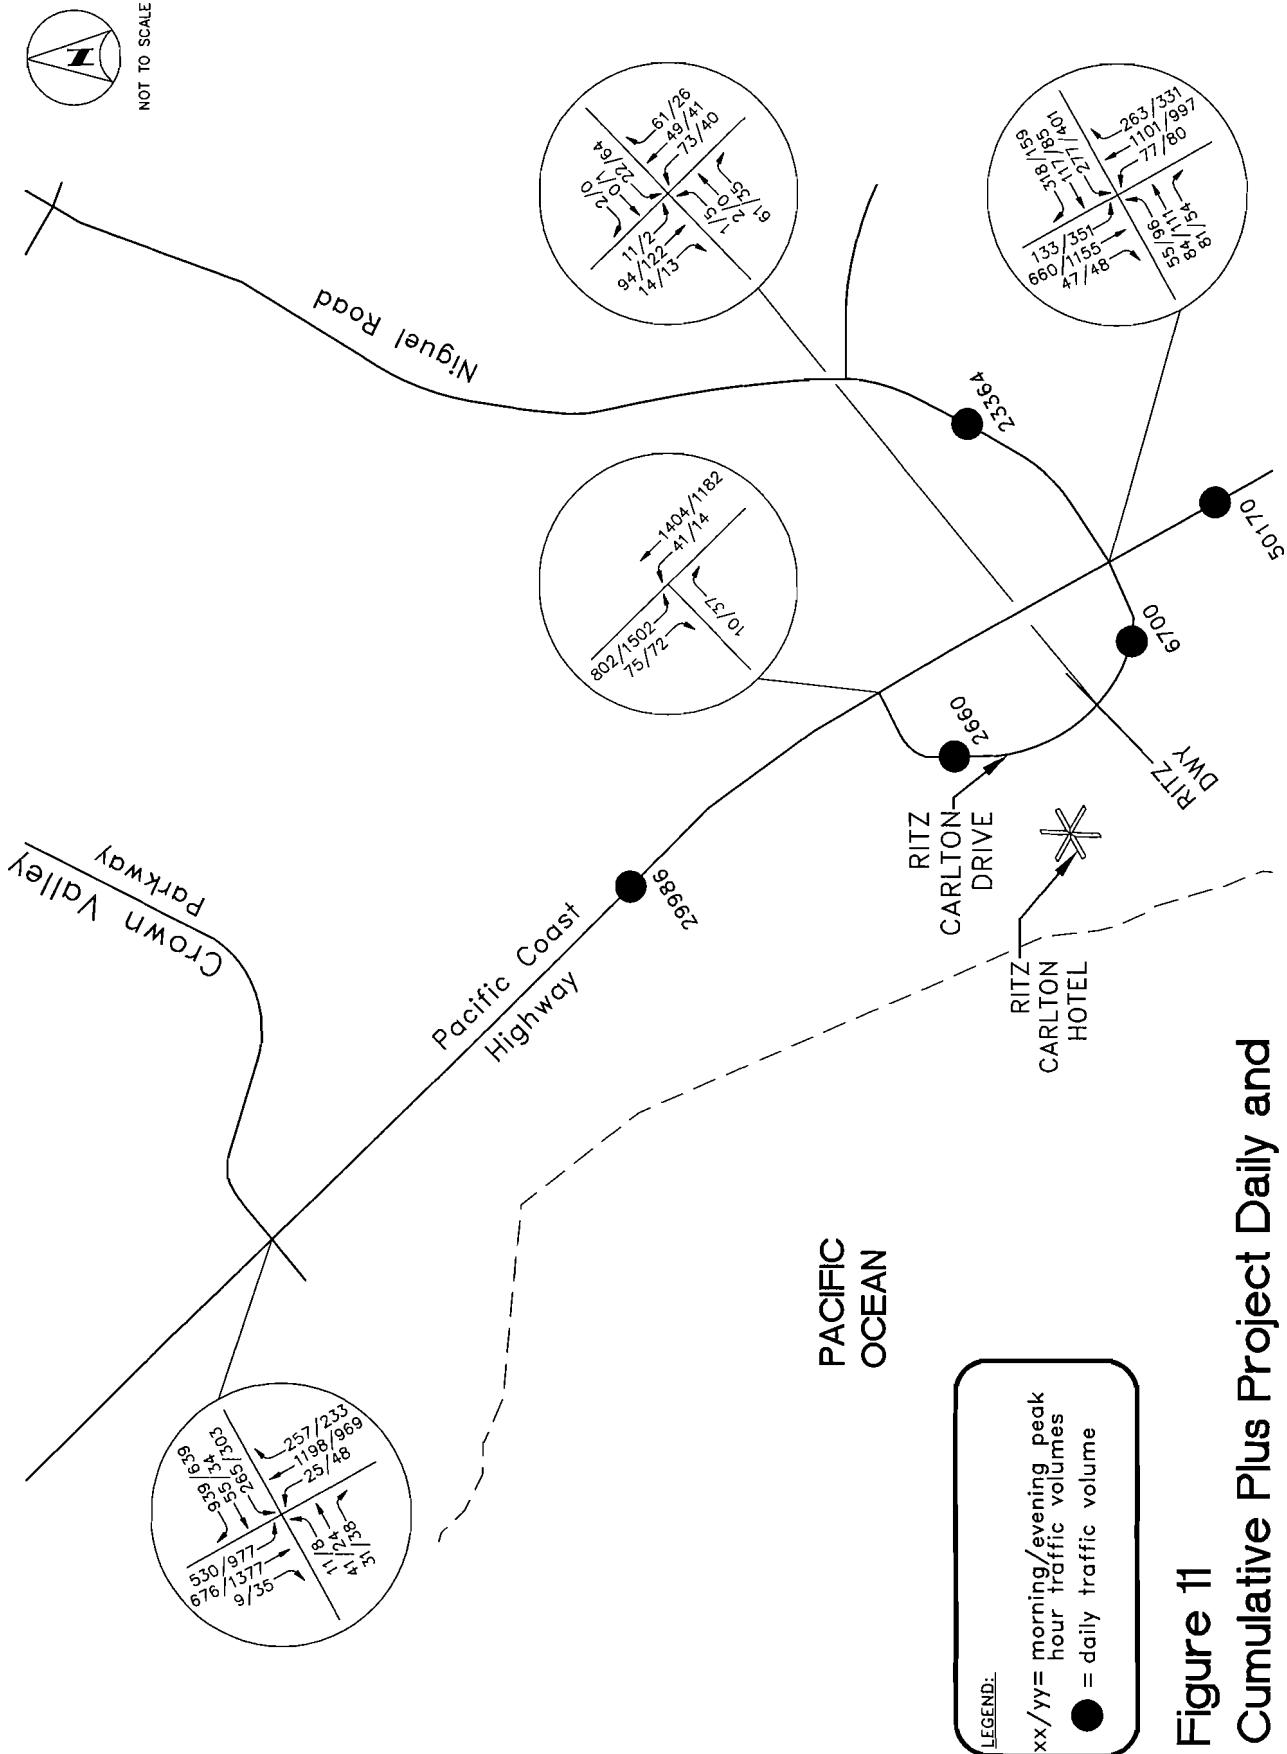 NOT TO SCALE
N
Niguel Road
Crown Valley
Parkway
Pacific Coast
Highway
2/0
0/1
22/64
61/26
49/41
73/40
11/2
94/122
14/13
1/5
2/0
61/35
1404/1182
41/14
802/1502
75/72
10/37
318/159
117/85
277/401
263/331
1101/997
77/80
133/351
660/1155
47/48
55/96
84/111
81/54
939/639
55/34
265/303
257/233
1198/969
25/48
530/977
676/1377
9/35
11/8
41/24
31/38
23364
50170
6700
2660
29986
RITZ
CARLTON
DRIVE
RITZ
DWY
RITZ
CARLTON
HOTEL
PACIFIC
OCEAN
LEGEND:
xx/yy= morning/evening peak
hour traffic volumes
= daily traffic volume
Figure 11
Cumulative Plus Project Daily and